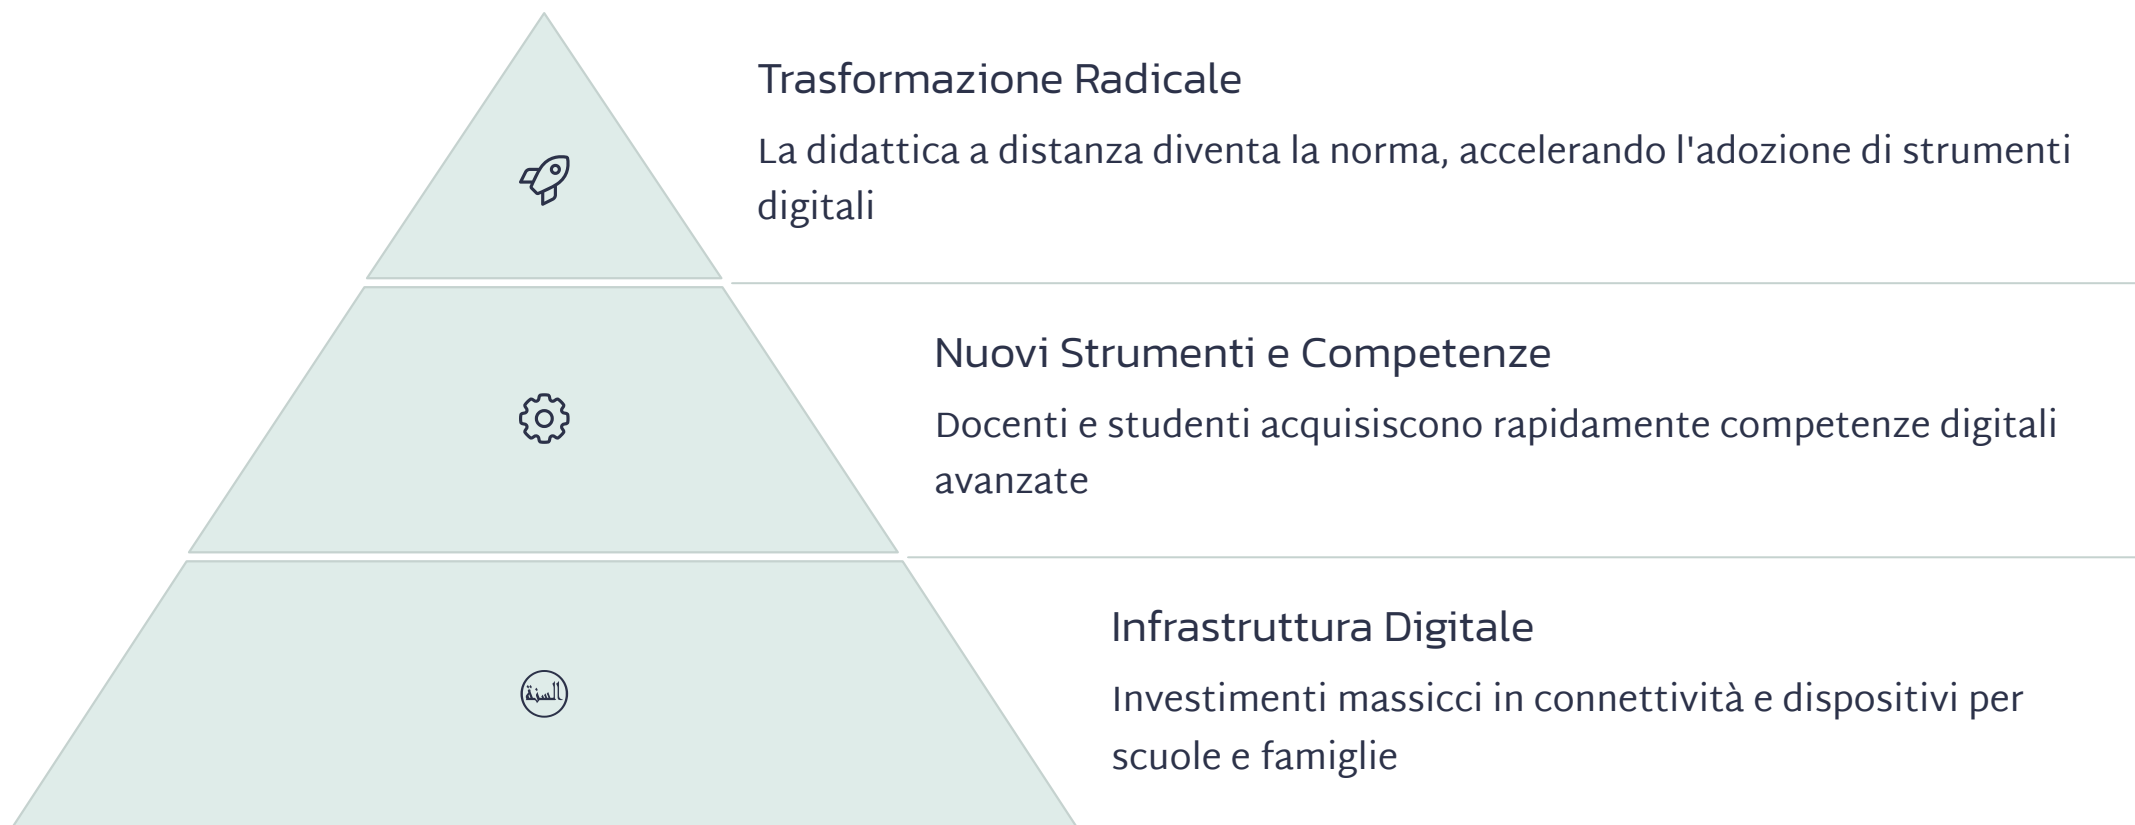 Trasformazione Radicale
La didattica a distanza diventa la norma, accelerando l'adozione di strumenti
digitali
Nuovi Strumenti e Competenze
Docenti e studenti acquisiscono rapidamente competenze digitali
avanzate
السنة
Infrastruttura Digitale
Investimenti massicci in connettività e dispositivi per
scuole e famiglie